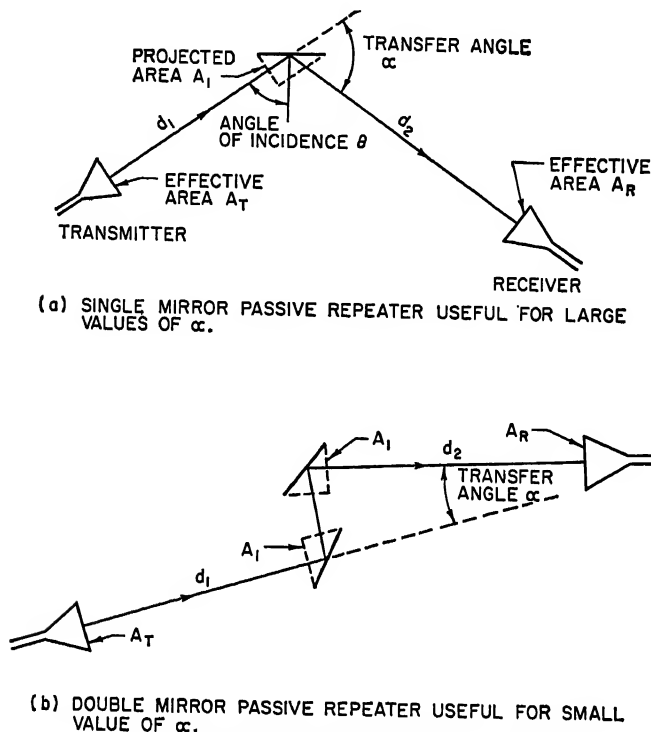 PROJECTED
AREA A1
TRANSFER ANGLE
α
d1
ANGLE
OF INCIDENCE θ
d2
EFFECTIVE
AREA AT
TRANSMITTER
EFFECTIVE
AREA AR
RECEIVER
(a) SINGLE MIRROR PASSIVE REPEATER USEFUL FOR LARGE
VALUES OF α.
A1
d2
AR
TRANSFER
ANGLE α
A1
d1
AT
(b) DOUBLE MIRROR PASSIVE REPEATER USEFUL FOR SMALL
VALUE OF α.